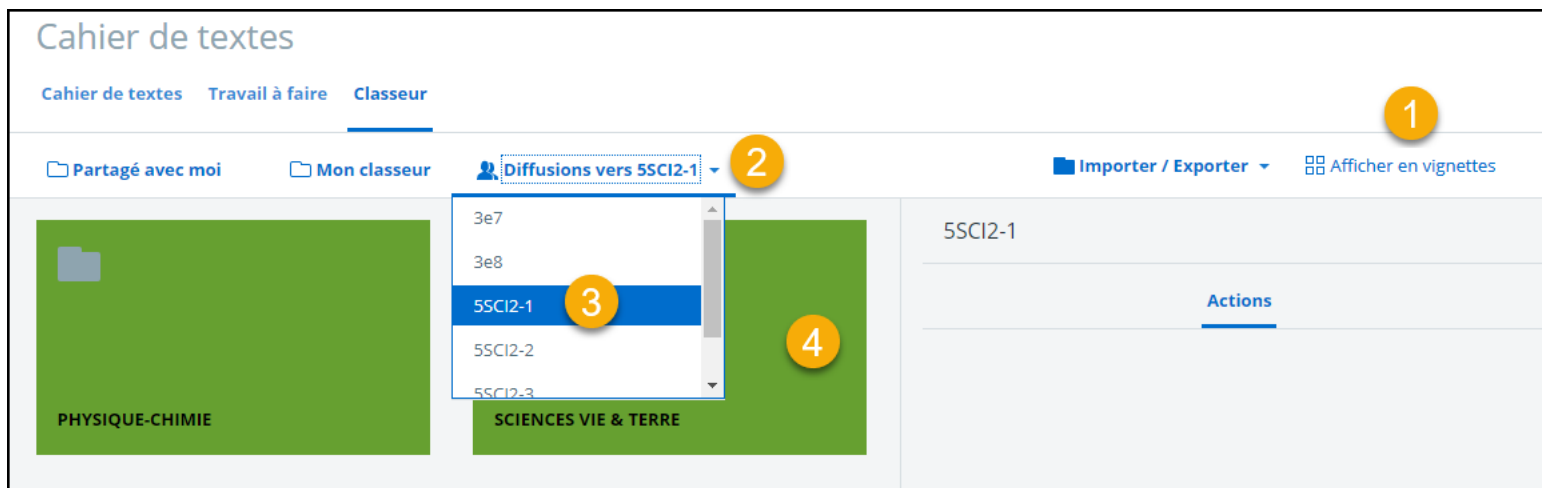 Cahier de textes
Cahier de textes Travail à faire Classeur
1
Partagé avec moi Mon classeur Diffusions vers 5SCI2-1 2 Importer / Exporter Afficher en vignettes
3e7
3e8
5SCI2-1 3
5SCI2-2
5SCI2-3
4
PHYSIQUE-CHIMIE
SCIENCES VIE & TERRE
5SCI2-1
Actions